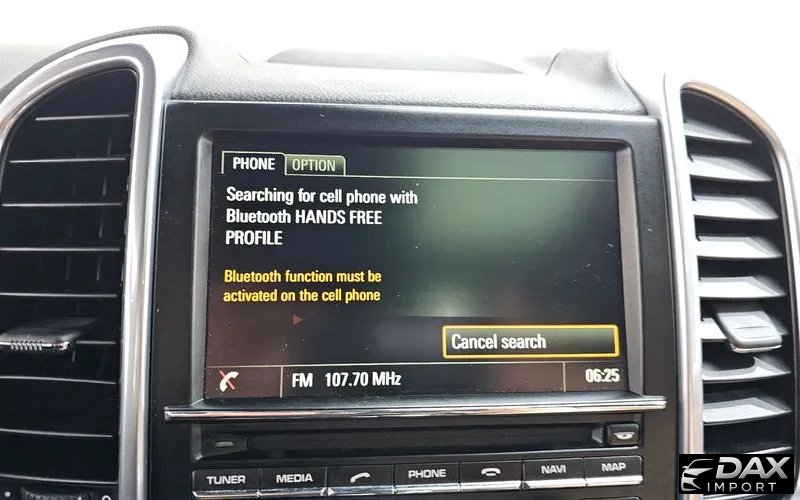 PHONE OPTION
Searching for cell phone with
Bluetooth HANDS FREE
PROFILE
Bluetooth function must be
activated on the cell phone
Cancel search
FM 107.70 MHz 06:25
TUNER MEDIA PHONE NAVI MAP
DAX
IMPORT